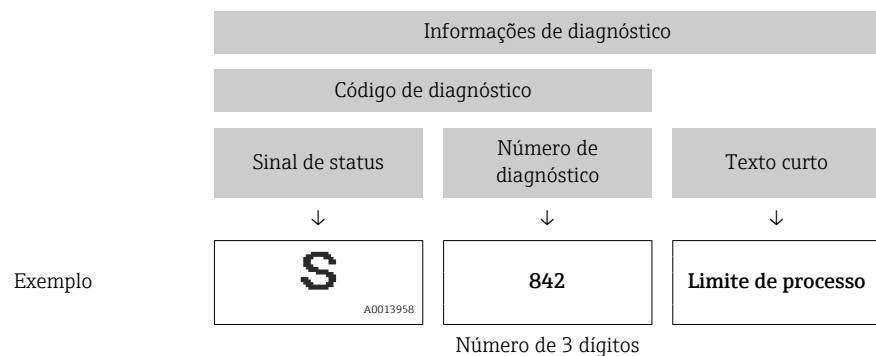 Informações de diagnóstico
Código de diagnóstico
Sinal de status
Número de
diagnóstico
Texto curto
↓ ↓ ↓
Exemplo
S
A0013958
842
Limite de processo
Número de 3 dígitos